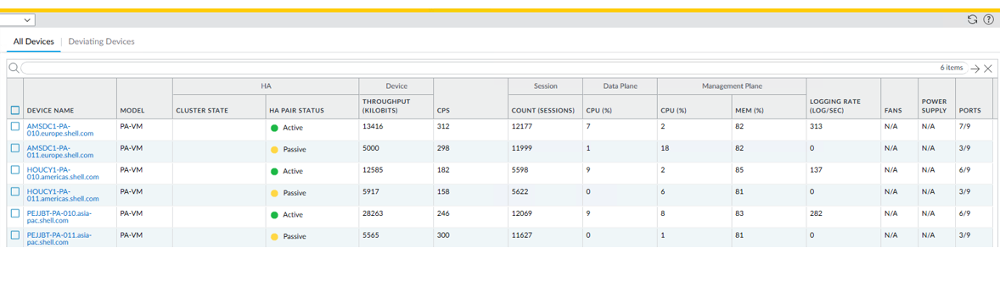 All Devices | Deviating Devices
6 items
HA Device Session Data Plane Management Plane
DEVICE NAME MODEL CLUSTER STATE HA PAIR STATUS THROUGHPUT (KILOBITS) CPS COUNT (SESSIONS) CPU (%) CPU (%) MEM (%) LOGGING RATE (LOG/SEC) FANS POWER SUPPLY PORTS
AMSDC1-PA-010.europe.shell.com PA-VM Active 13416 312 12177 7 2 82 313 N/A N/A 7/9
AMSDC1-PA-011.europe.shell.com PA-VM Passive 5000 298 11999 1 18 82 0 N/A N/A 3/9
HOUCY1-PA-010.americas.shell.com PA-VM Active 12585 182 5598 9 2 85 137 N/A N/A 6/9
HOUCY1-PA-011.americas.shell.com PA-VM Passive 5917 158 5622 0 6 81 0 N/A N/A 3/9
PEJJBT-PA-010.asia-pac.shell.com PA-VM Active 28263 246 12069 9 8 83 282 N/A N/A 6/9
PEJJBT-PA-011.asia-pac.shell.com PA-VM Passive 5565 300 11627 0 1 81 0 N/A N/A 3/9